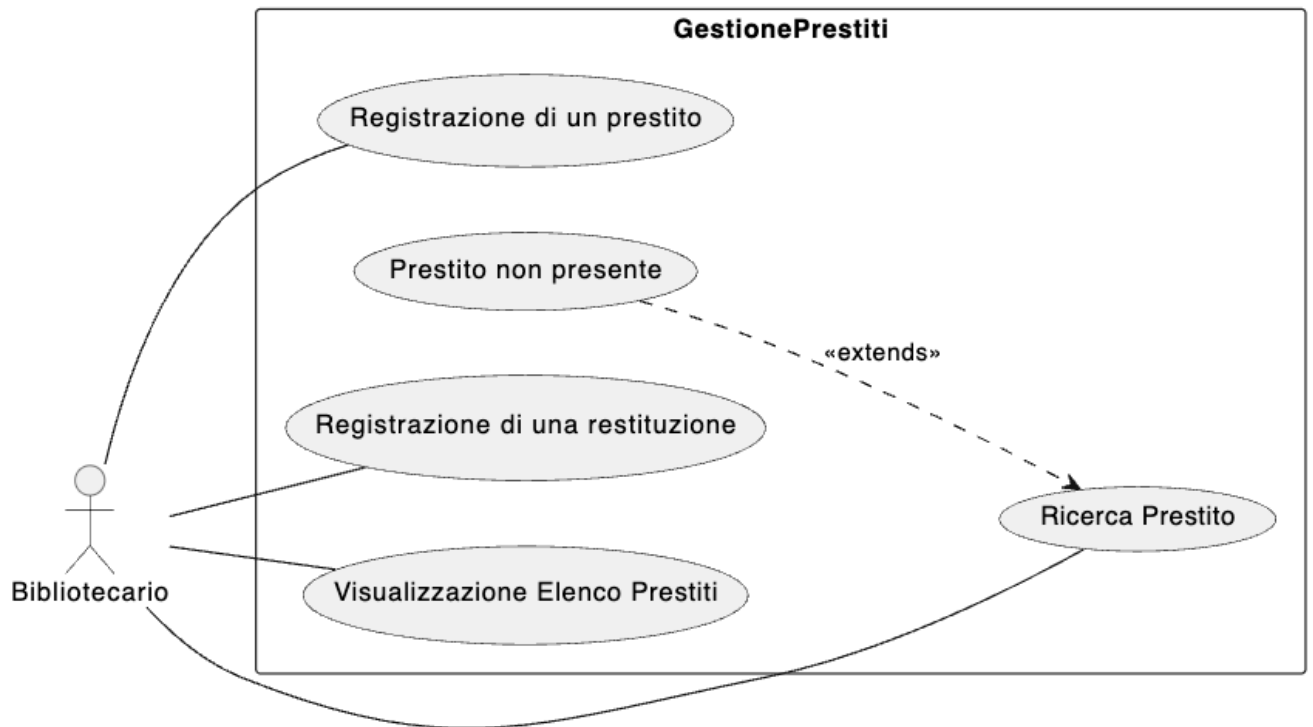 GestionePrestiti
Registrazione di un prestito
Prestito non presente
«extends»
Registrazione di una restituzione
Ricerca Prestito
Bibliotecario
Visualizzazione Elenco Prestiti